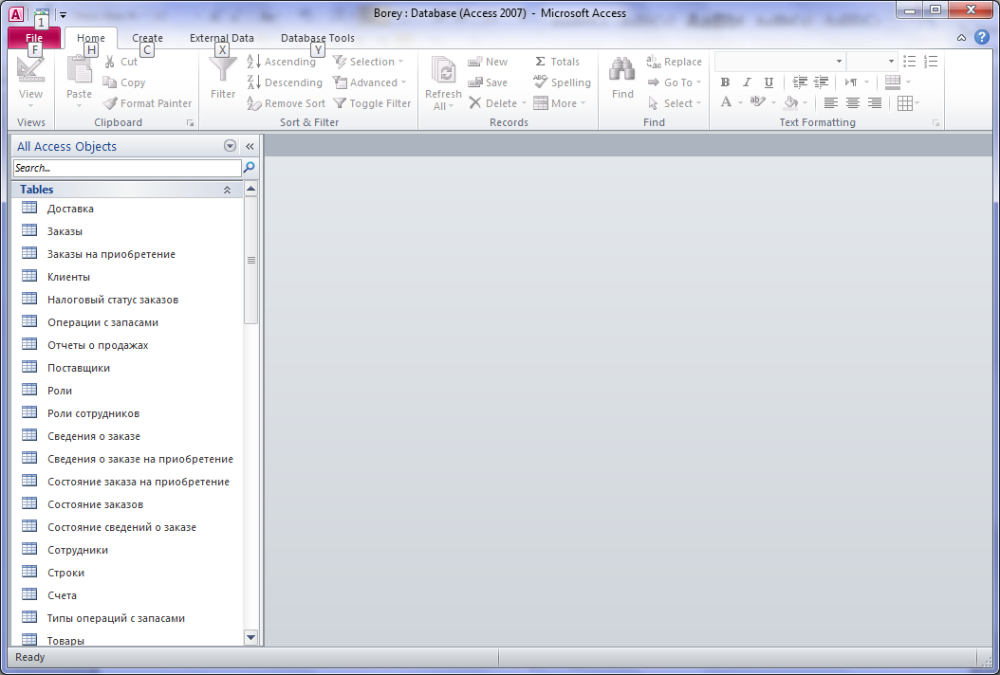 Borey : Database (Access 2007) - Microsoft Access
1
File Home Create External Data Database Tools
F H C X Y
View
Views
Paste
Cut
Copy
Format Painter
Clipboard
Filter
Ascending
Descending
Remove Sort
Selection
Advanced
Toggle Filter
Sort & Filter
Refresh
All
New
Save
Delete
Totals
Spelling
More
Records
Find
Replace
Go To
Select
Find
B I U
A ab
Text Formatting
All Access Objects
Search...
Tables
Доставка
Заказы
Заказы на приобретение
Клиенты
Налоговый статус заказов
Операции с запасами
Отчеты о продажах
Поставщики
Роли
Роли сотрудников
Сведения о заказе
Сведения о заказе на приобретение
Состояние заказа на приобретение
Состояние заказов
Состояние сведений о заказе
Сотрудники
Строки
Счета
Типы операций с запасами
Товары
Ready